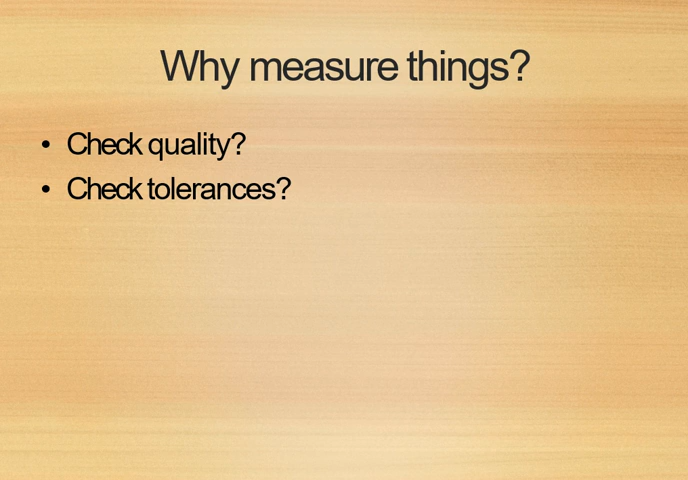 Why measure things?
• Check quality?
• Check tolerances?